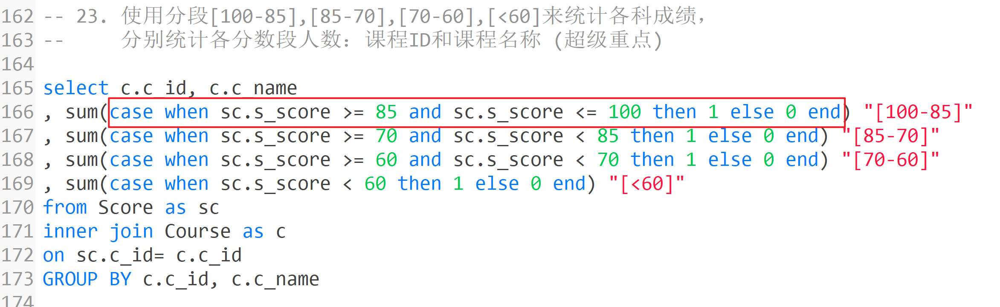 162 -- 23. 使用分段[100-85],[85-70],[70-60],[<60]来统计各科成绩，
163 --     分别统计各分数段人数：课程ID和课程名称（超级重点）
164
165 select c.c_id, c.c_name
166 , sum(case when sc.s_score >= 85 and sc.s_score <= 100 then 1 else 0 end) "[100-85]"
167 , sum(case when sc.s_score >= 70 and sc.s_score < 85 then 1 else 0 end) "[85-70]"
168 , sum(case when sc.s_score >= 60 and sc.s_score < 70 then 1 else 0 end) "[70-60]"
169 , sum(case when sc.s_score < 60 then 1 else 0 end) "[<60]"
170 from Score as sc
171 inner join Course as c
172 on sc.c_id= c.c_id
173 GROUP BY c.c_id, c.c_name
174